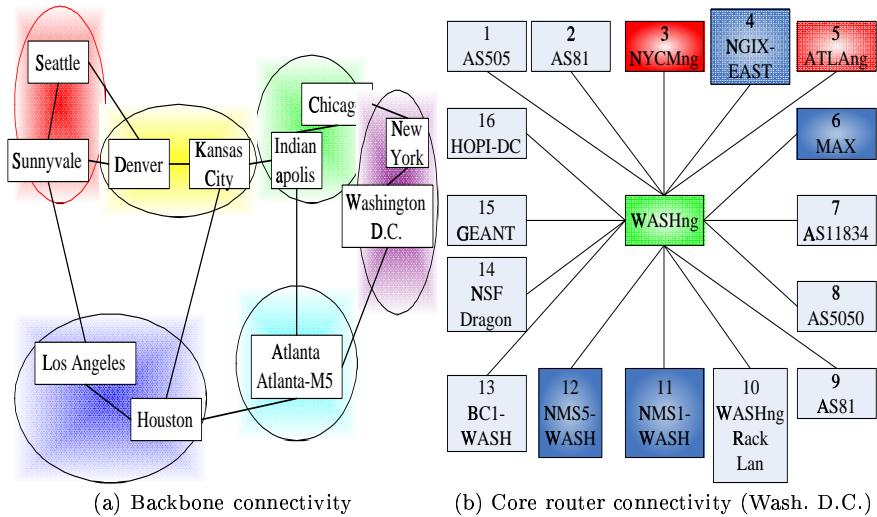 Seattle
Sunnyvale
Denver
Kansas
City
Chicag
Indian
apolis
New
York
Washington
D.C.
Los Angeles
Houston
Atlanta
Atlanta-M5
(a) Backbone connectivity
1
AS505
2
AS81
3
NYCMng
4
NGIX-
EAST
5
ATLAng
16
HOPI-DC
6
MAX
15
GEANT
WASHng
7
AS11834
14
NSF
Dragon
8
AS5050
13
BC1-
WASH
12
NMS5-
WASH
11
NMS1-
WASH
10
WASHng
Rack
Lan
9
AS81
(b) Core router connectivity (Wash. D.C.)